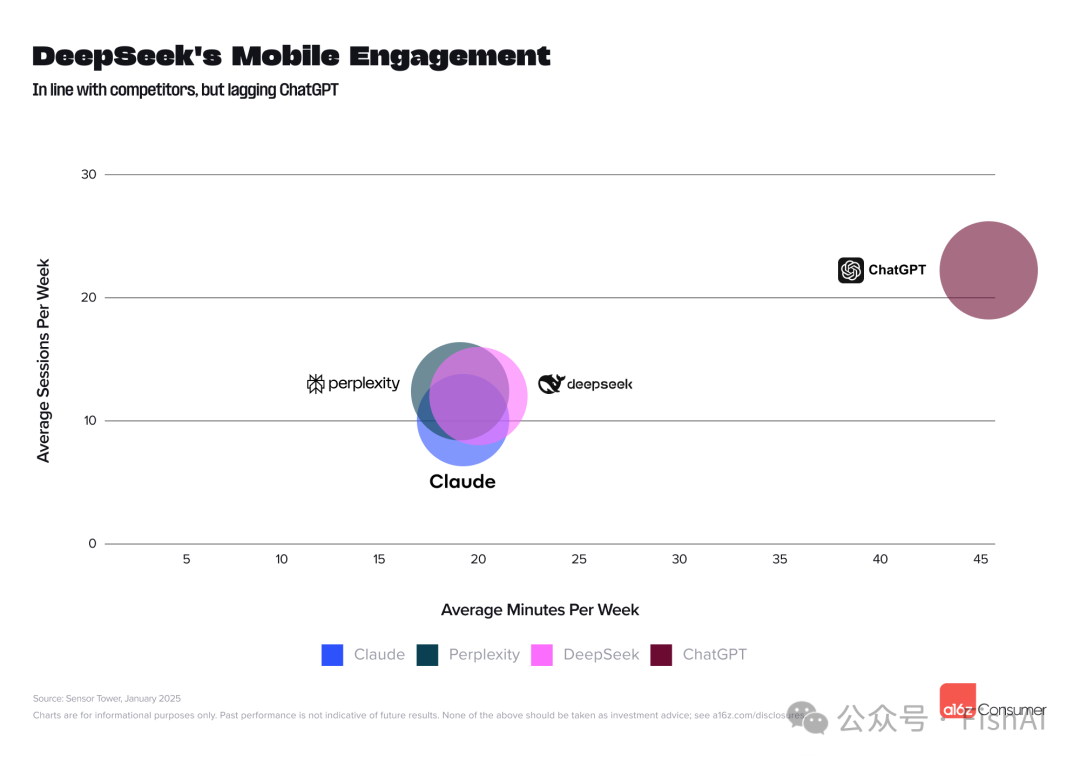 DeepSeek's Mobile Engagement
In line with competitors, but lagging ChatGPT
30
20
10
0
Average Sessions Per Week
ChatGPT
perplexity
deepseek
Claude
5 10 15 20 25 30 35 40 45
Average Minutes Per Week
Claude Perplexity DeepSeek ChatGPT
Source: Sensor Tower, January 2025
Charts are for informational purposes only. Past performance is not indicative of future results. None of the above should be taken as investment advice; see a16z.com/disclosures.
a16z Consumer
公众号 · FishAI